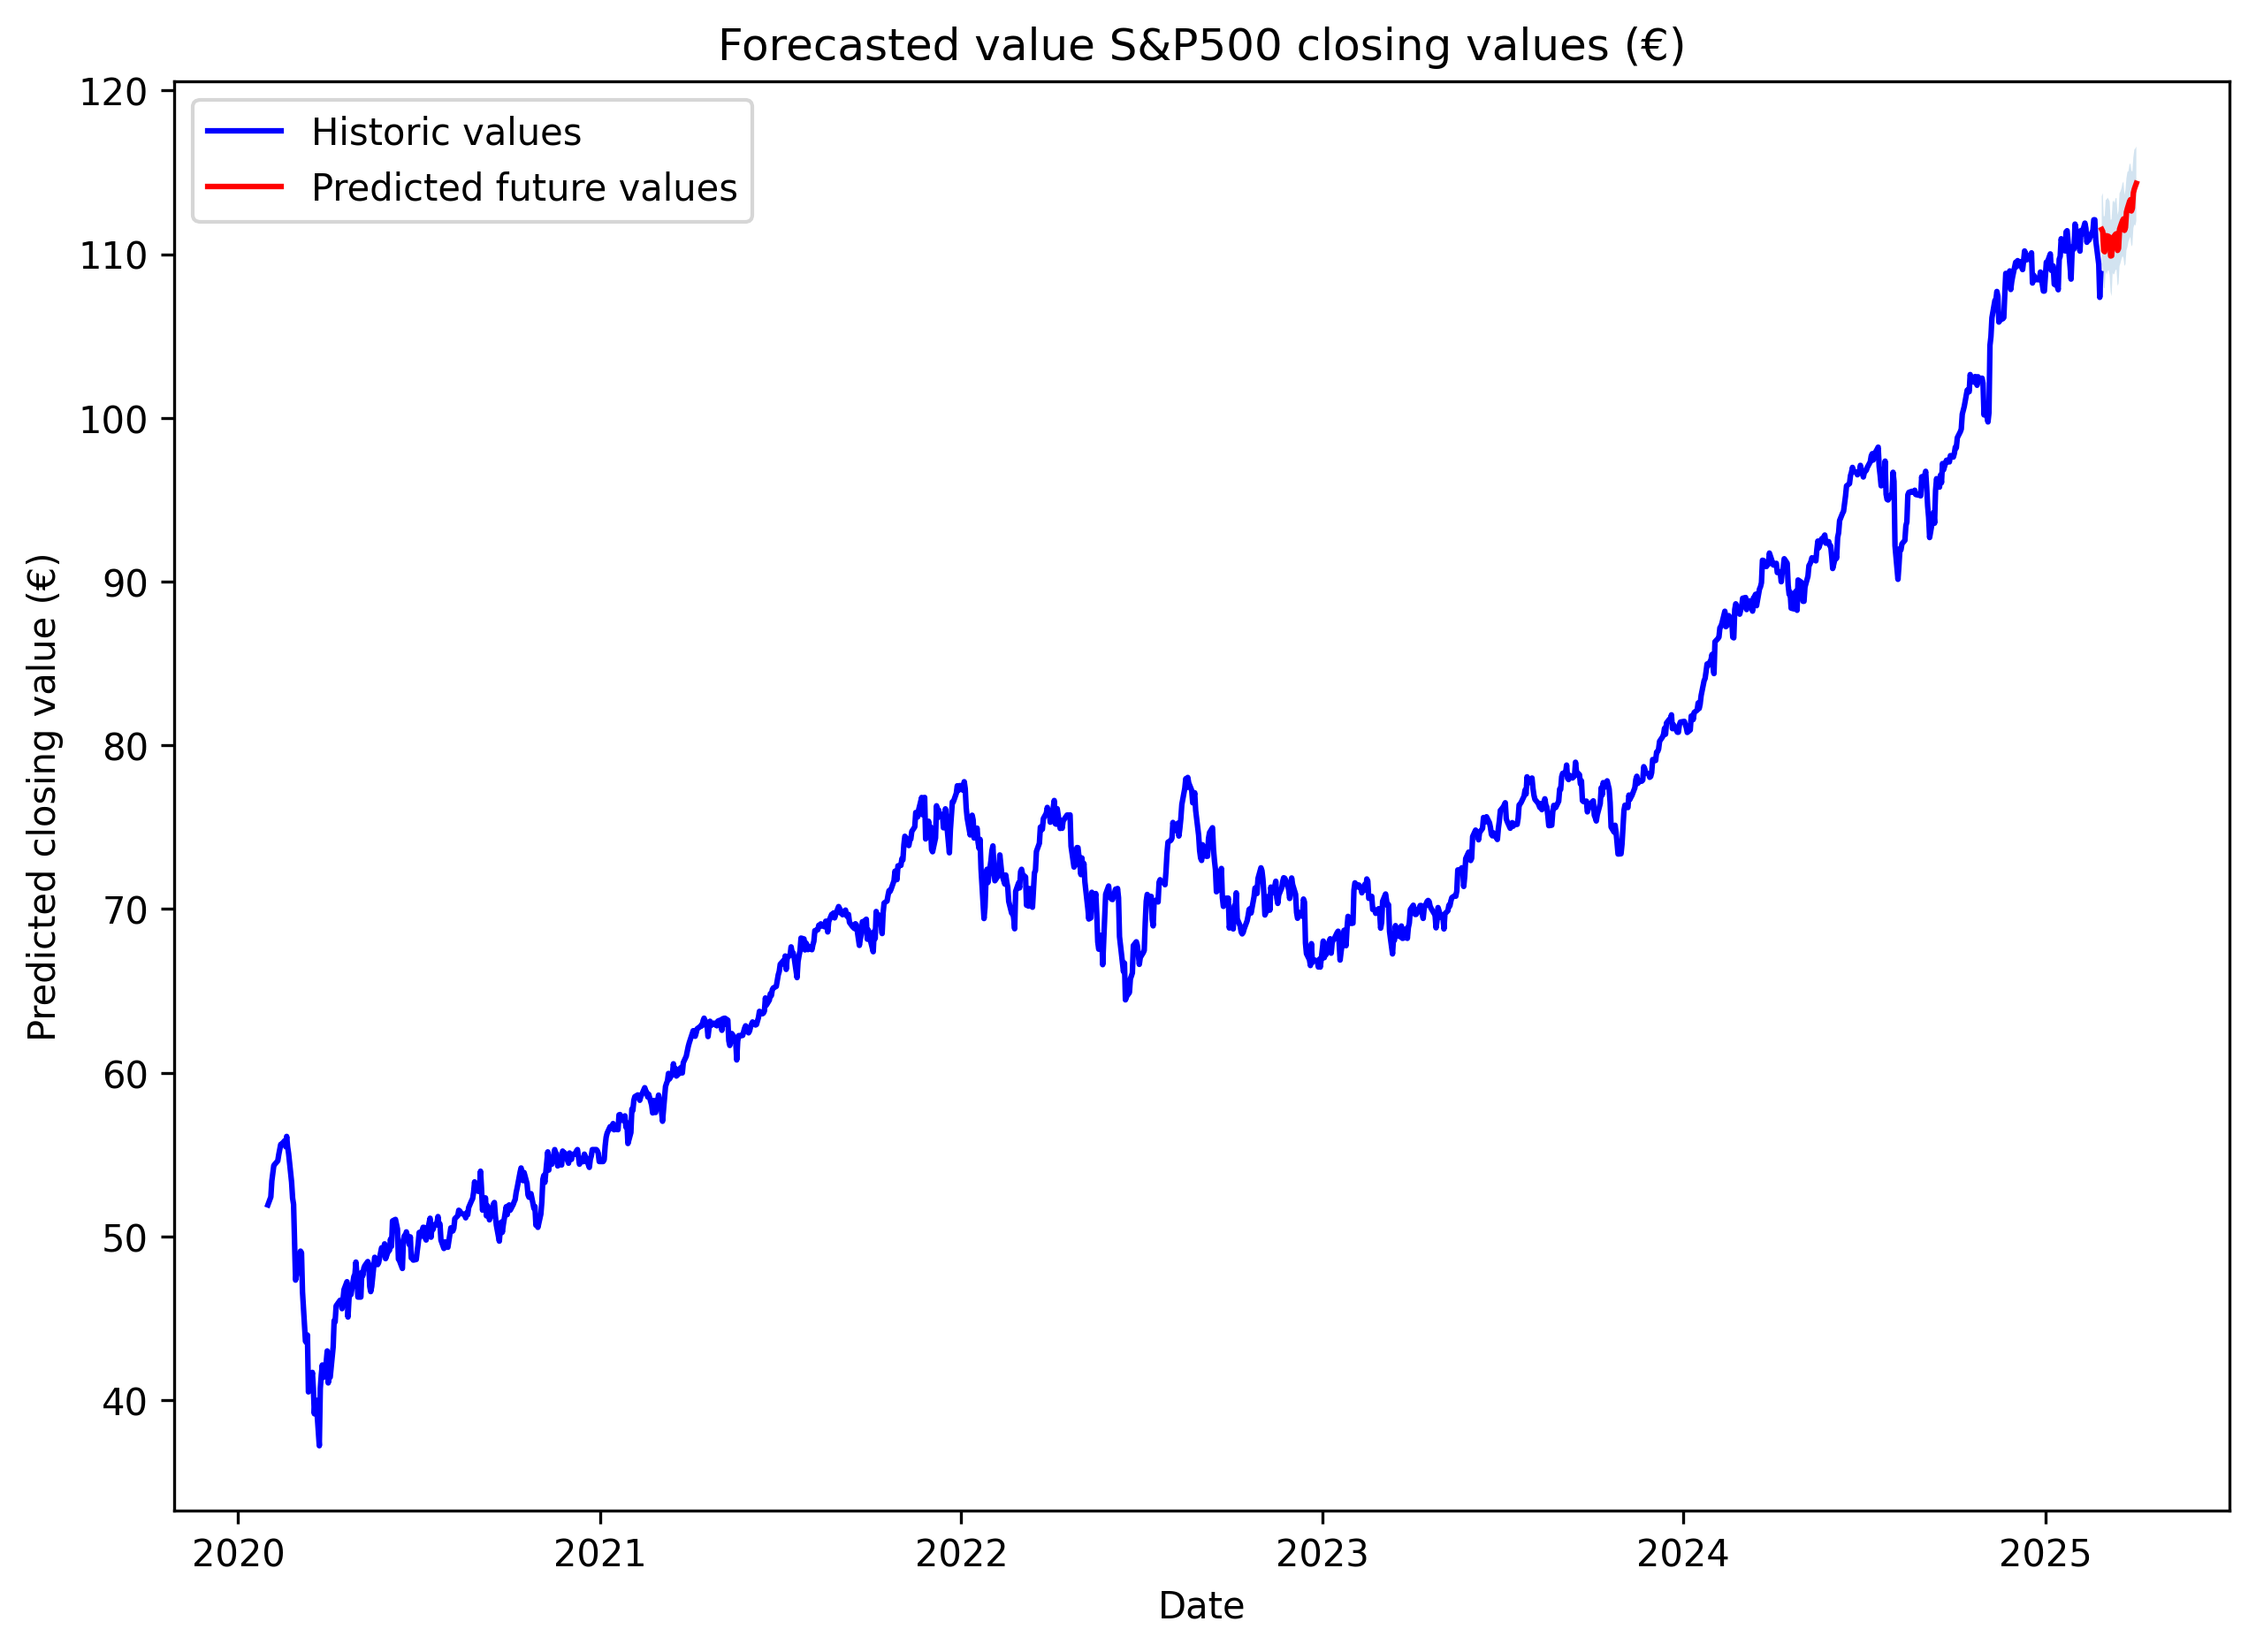 Forecasted value S&P500 closing values (€)
Historic values
Predicted future values
Predicted closing value (€)
120
110
100
90
80
70
60
50
40
2020 2021 2022 2023 2024 2025
Date